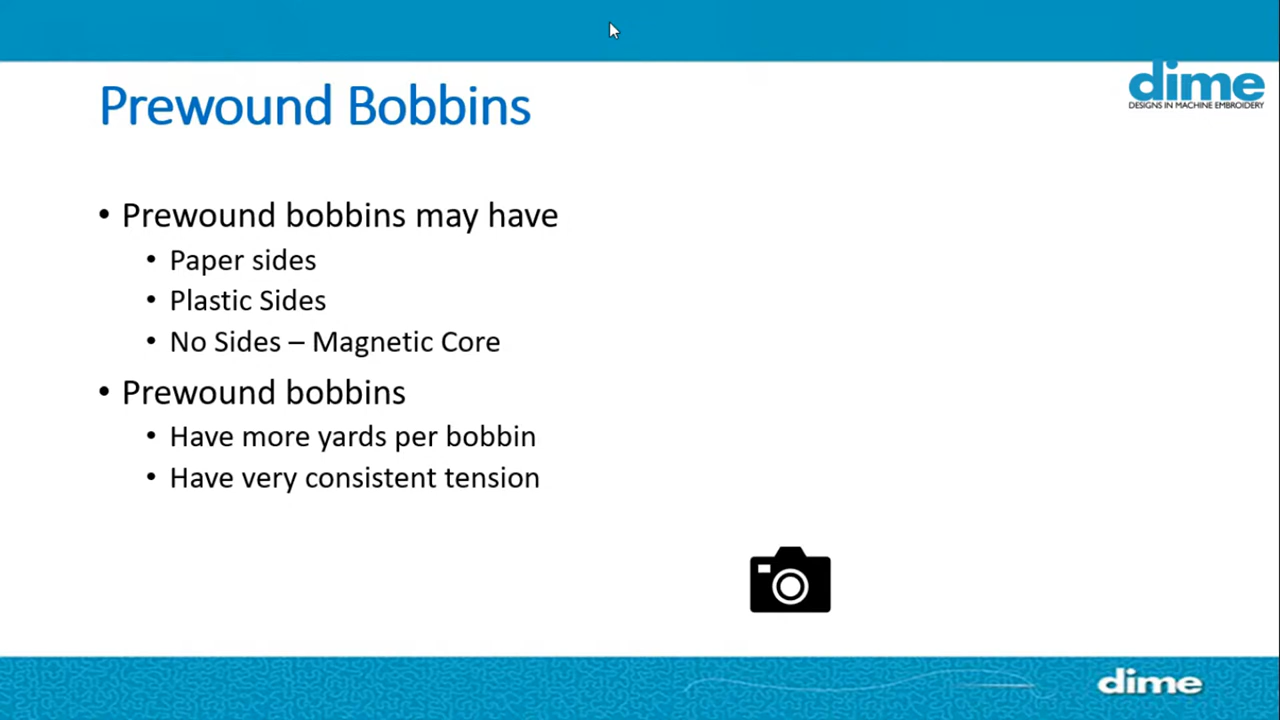 dime
DESIGNS IN MACHINE EMBROIDERY
Prewound Bobbins
• Prewound bobbins may have
• Paper sides
• Plastic Sides
• No Sides – Magnetic Core
• Prewound bobbins
• Have more yards per bobbin
• Have very consistent tension
dime